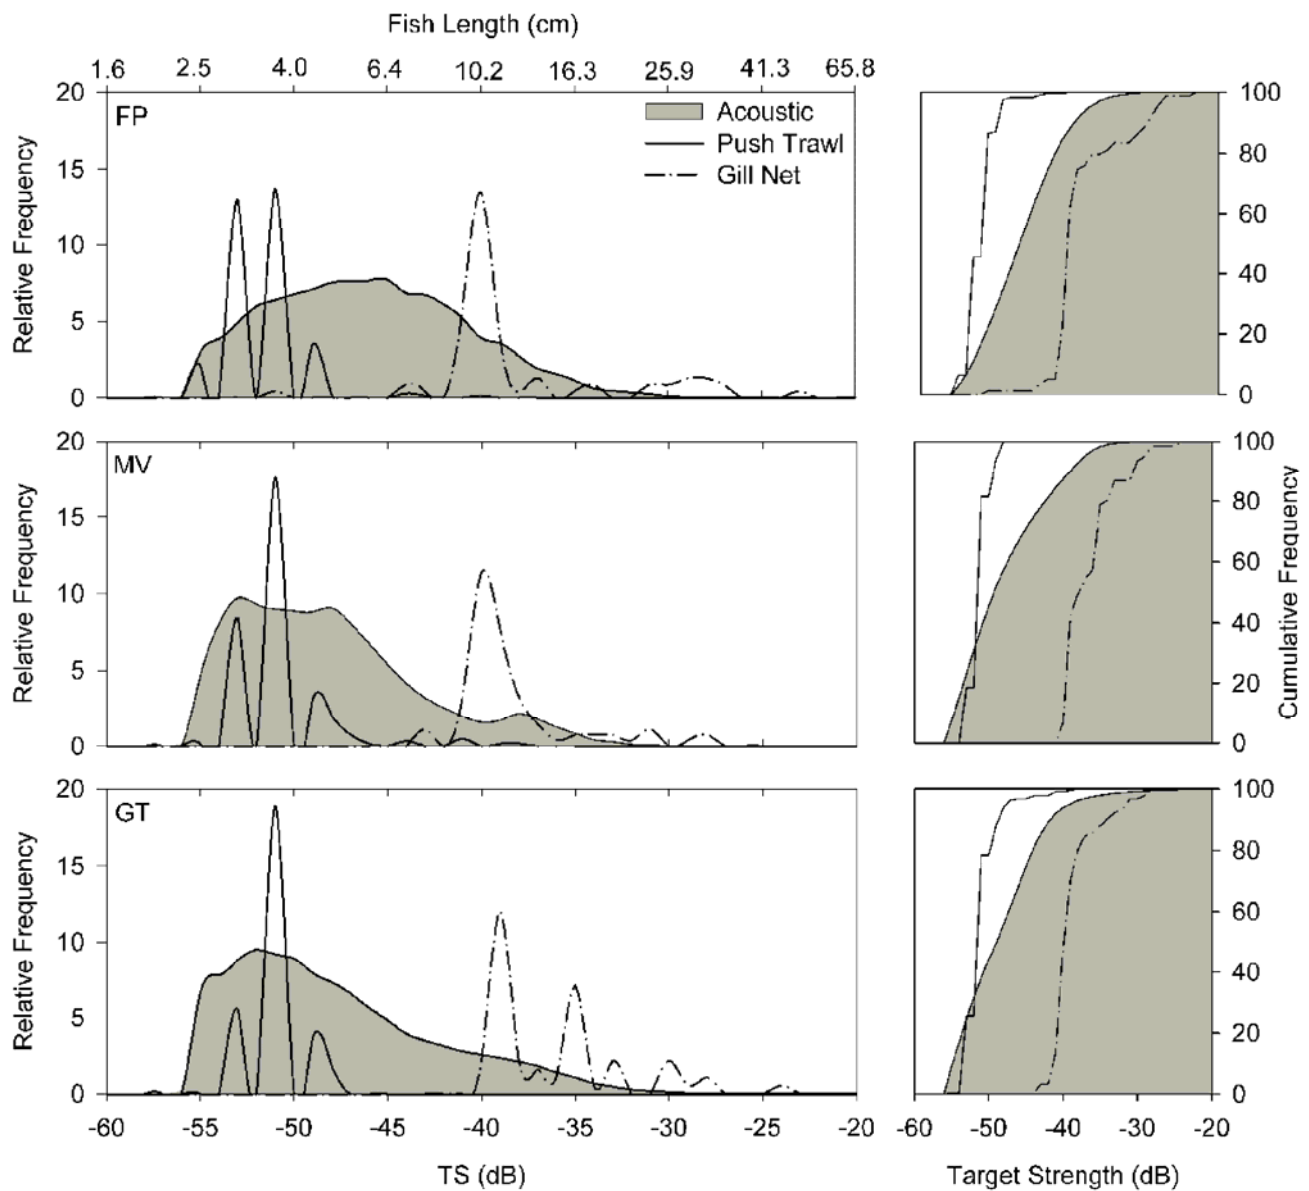 Fish Length (cm)
1.6 2.5 4.0 6.4 10.2 16.3 25.9 41.3 65.8
20 FP Acoustic 100
Push Trawl
15 Gill Net 80
10 60
40
5 20
0 0
Relative Frequency
20 MV 100
15 80
10 60
40
5 20
0 0
Relative Frequency
Cumulative Frequency
20 GT 100
15 80
10 60
40
5 20
0 0
Relative Frequency
-60 -55 -50 -45 -40 -35 -30 -25 -20 -60 -50 -40 -30 -20
TS (dB) Target Strength (dB)